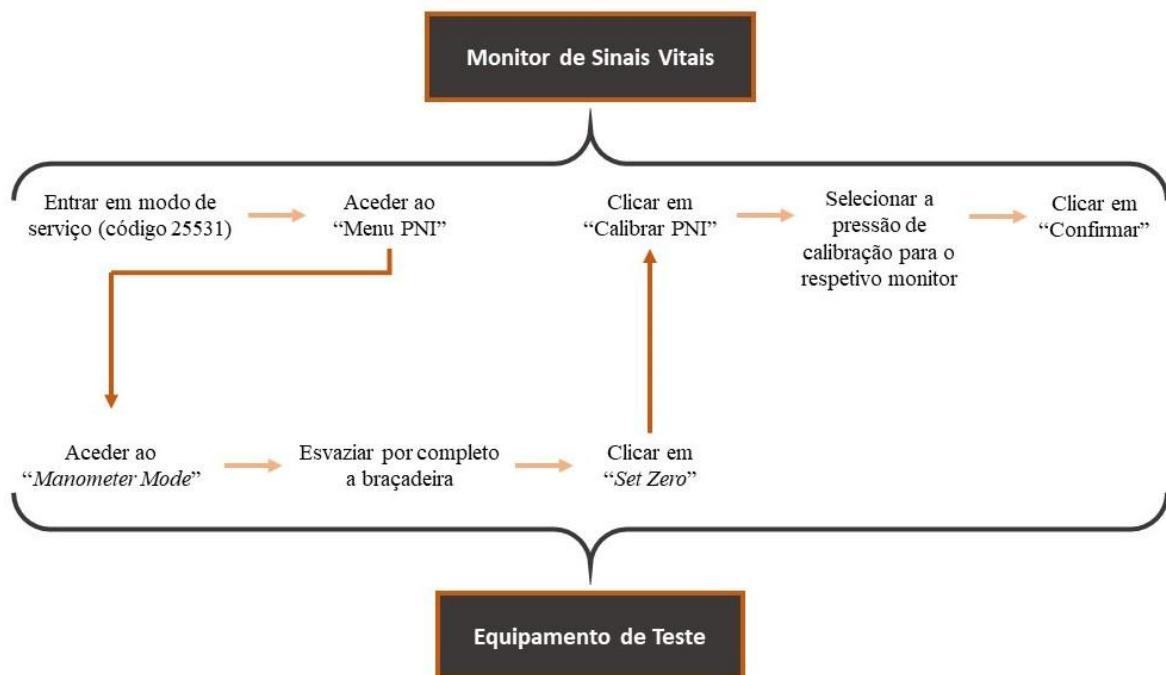 Monitor de Sinais Vitais
Entrar em modo de
serviço (código 25531)
Aceder ao
“Menu PNI”
Clicar em
“Calibrar PNI”
Selecionar a
pressão de
calibração para o
respetivo monitor
Clicar em
“Confirmar”
Aceder ao
“Manometer Mode”
Esvaziar por completo
a braçadeira
Clicar em
“Set Zero”
Equipamento de Teste